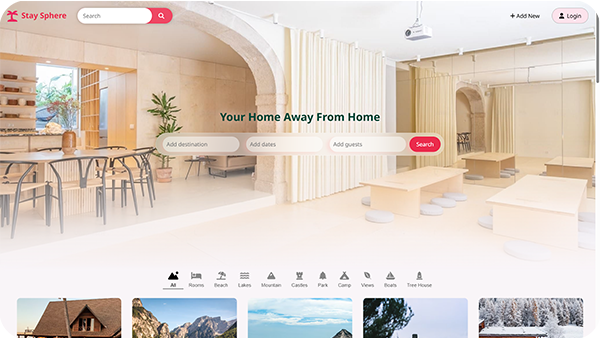 Stay Sphere
Search
Add New
Login
Your Home Away From Home
Add destination
Add dates
Add guests
Search
All
Rooms
Beach
Lakes
Mountain
Castles
Park
Camp
Views
Boats
Tree House